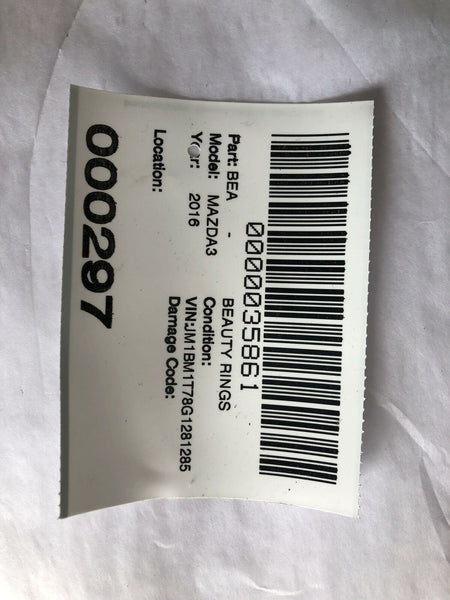 0000035861
Part: BEA - BEAUTY RINGS
Model: MAZDA3 Condition:
Year: 2016 VIN:JM1BM1T78G1281285
Damage Code:
Location:
000297